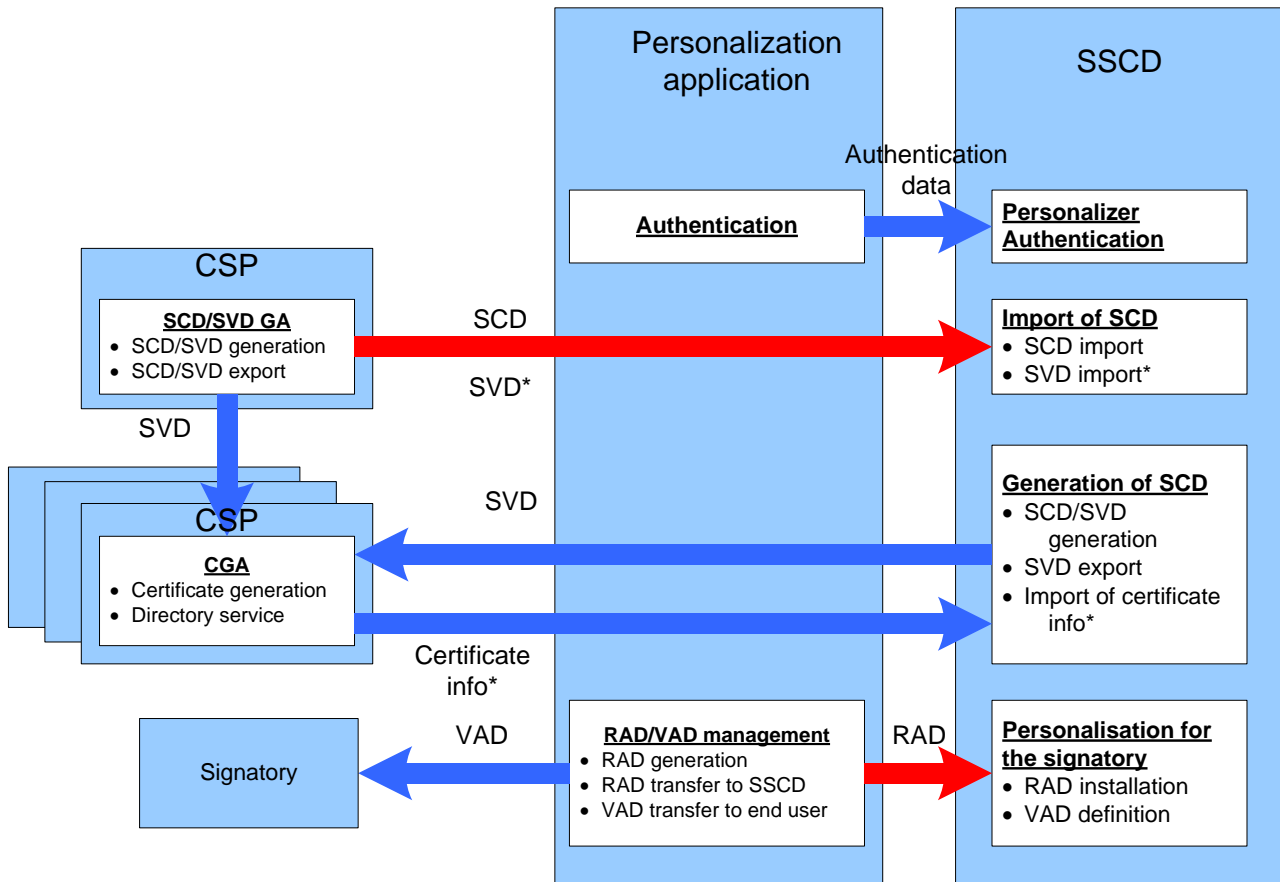 Personalization
application
SSCD
Authentication
data
Authentication
Personalizer
Authentication
CSP
SCD/SVD GA
• SCD/SVD generation
• SCD/SVD export
SCD
SVD*
Import of SCD
• SCD import
• SVD import*
SVD
CSP
CGA
• Certificate generation
• Directory service
SVD
Generation of SCD
• SCD/SVD
generation
• SVD export
• Import of certificate
info*
Certificate
info*
Signatory
VAD
RAD/VAD management
• RAD generation
• RAD transfer to SSCD
• VAD transfer to end user
RAD
Personalisation for
the signatory
• RAD installation
• VAD definition